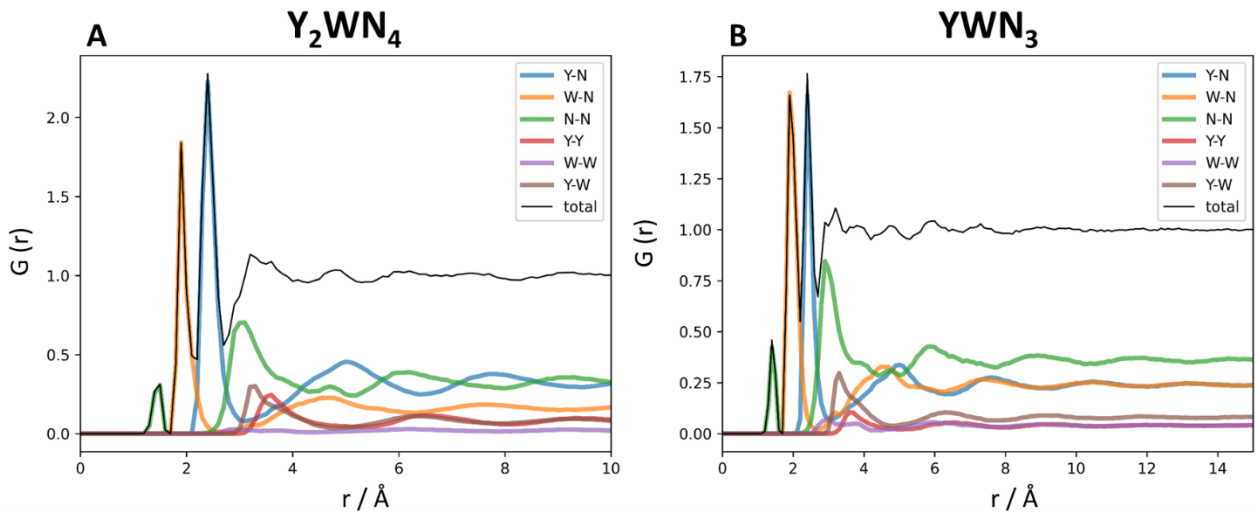 A
Y₂WN₄
2.0
1.5
1.0
0.5
0.0
G (r)
0
2
4
6
8
10
r / Å
Y-N
W-N
N-N
Y-Y
W-W
Y-W
total
B
YWN₃
1.75
1.50
1.25
1.00
0.75
0.50
0.25
0.00
G (r)
0
2
4
6
8
10
12
14
r / Å
Y-N
W-N
N-N
Y-Y
W-W
Y-W
total